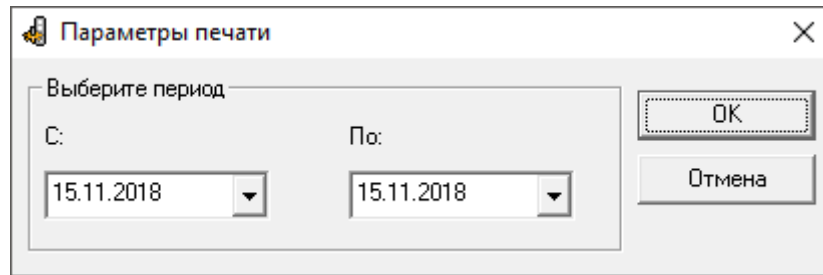 Параметры печати
Выберите период
С: По:
15.11.2018 15.11.2018
OK
Отмена